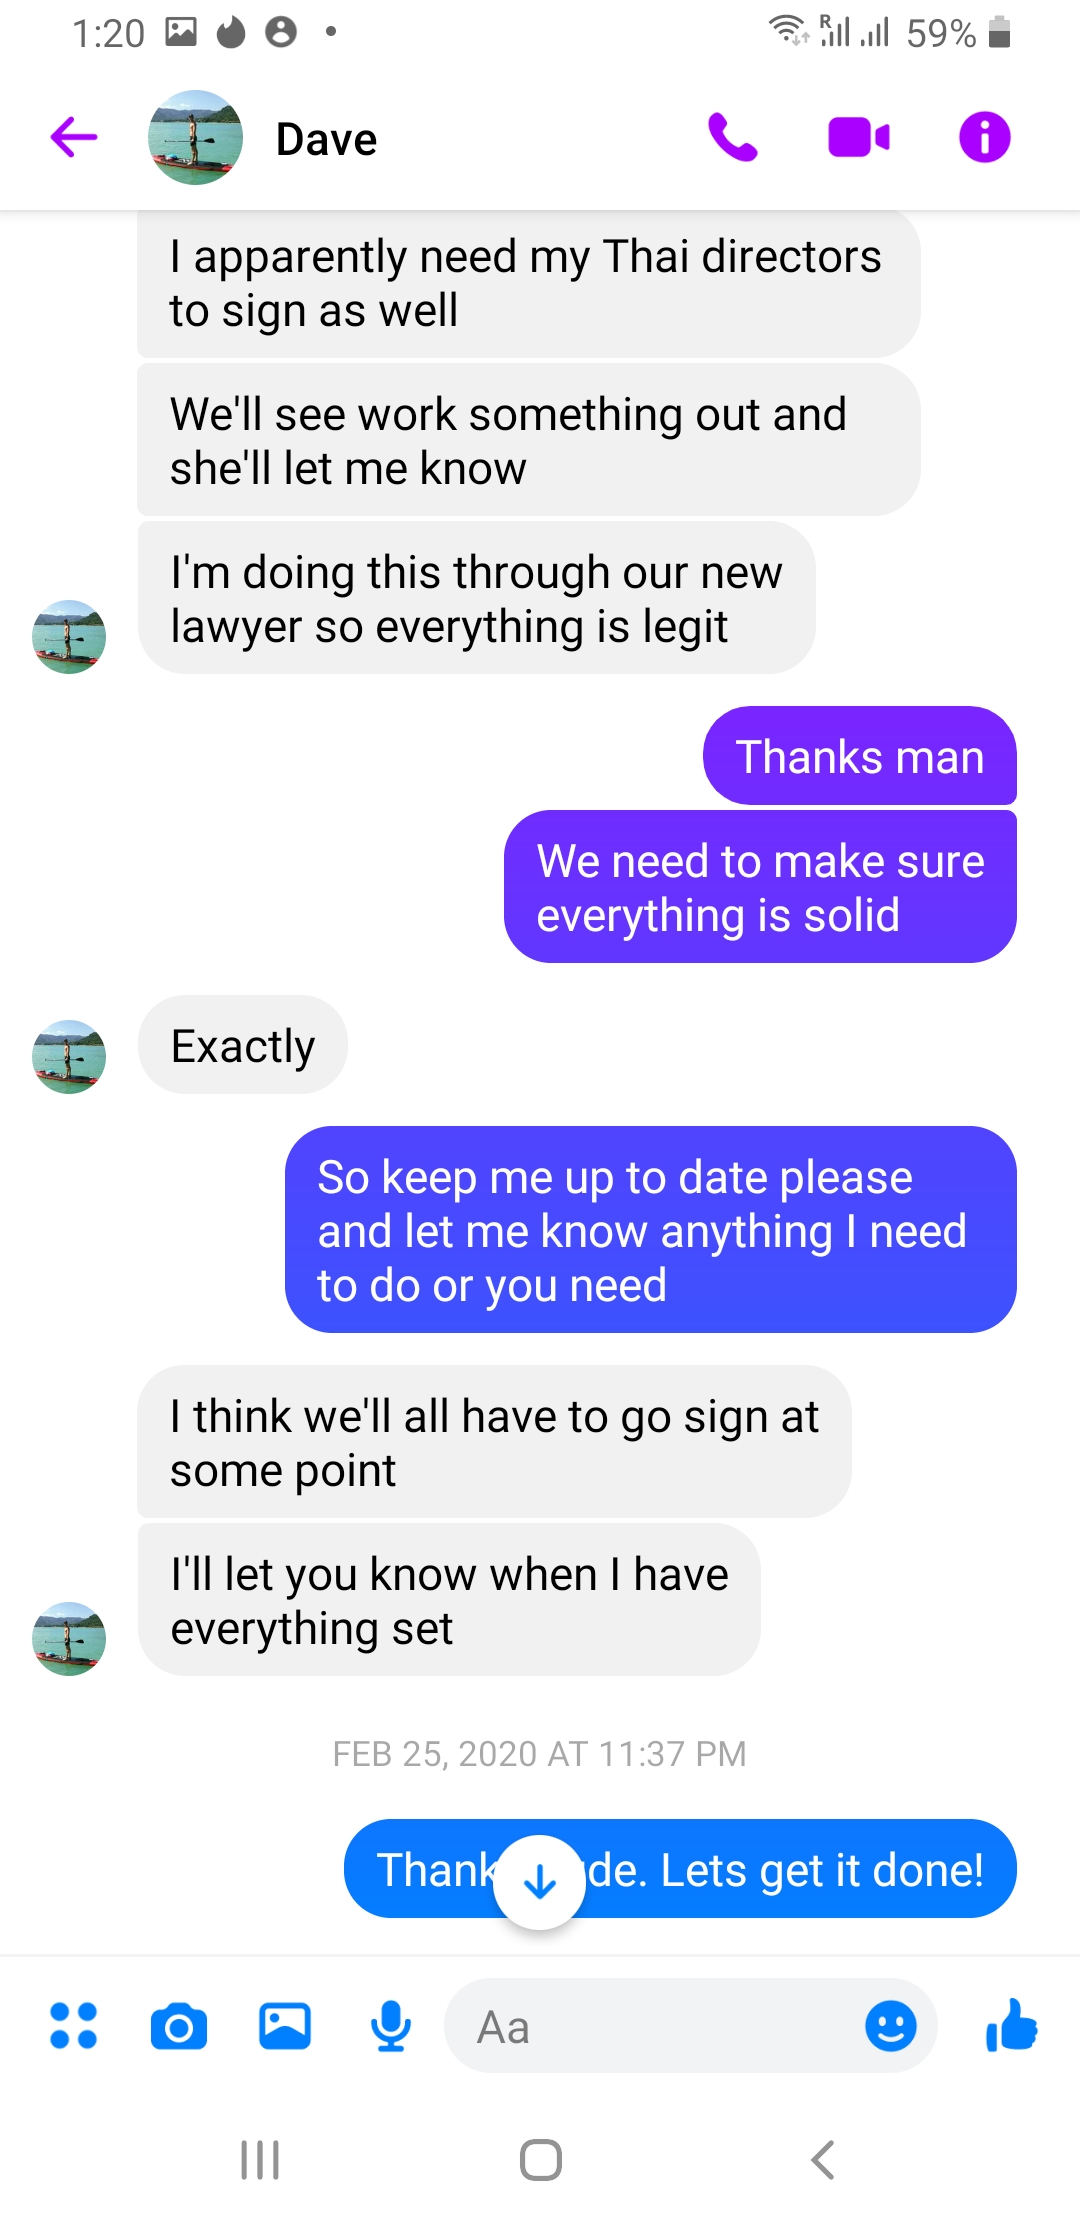 1:20 R 59%
Dave
I apparently need my Thai directors
to sign as well
We'll see work something out and
she'll let me know
I'm doing this through our new
lawyer so everything is legit
Thanks man
We need to make sure
everything is solid
Exactly
So keep me up to date please
and let me know anything I need
to do or you need
I think we'll all have to go sign at
some point
I'll let you know when I have
everything set
FEB 25, 2020 AT 11:37 PM
Lets get it done!
Aa